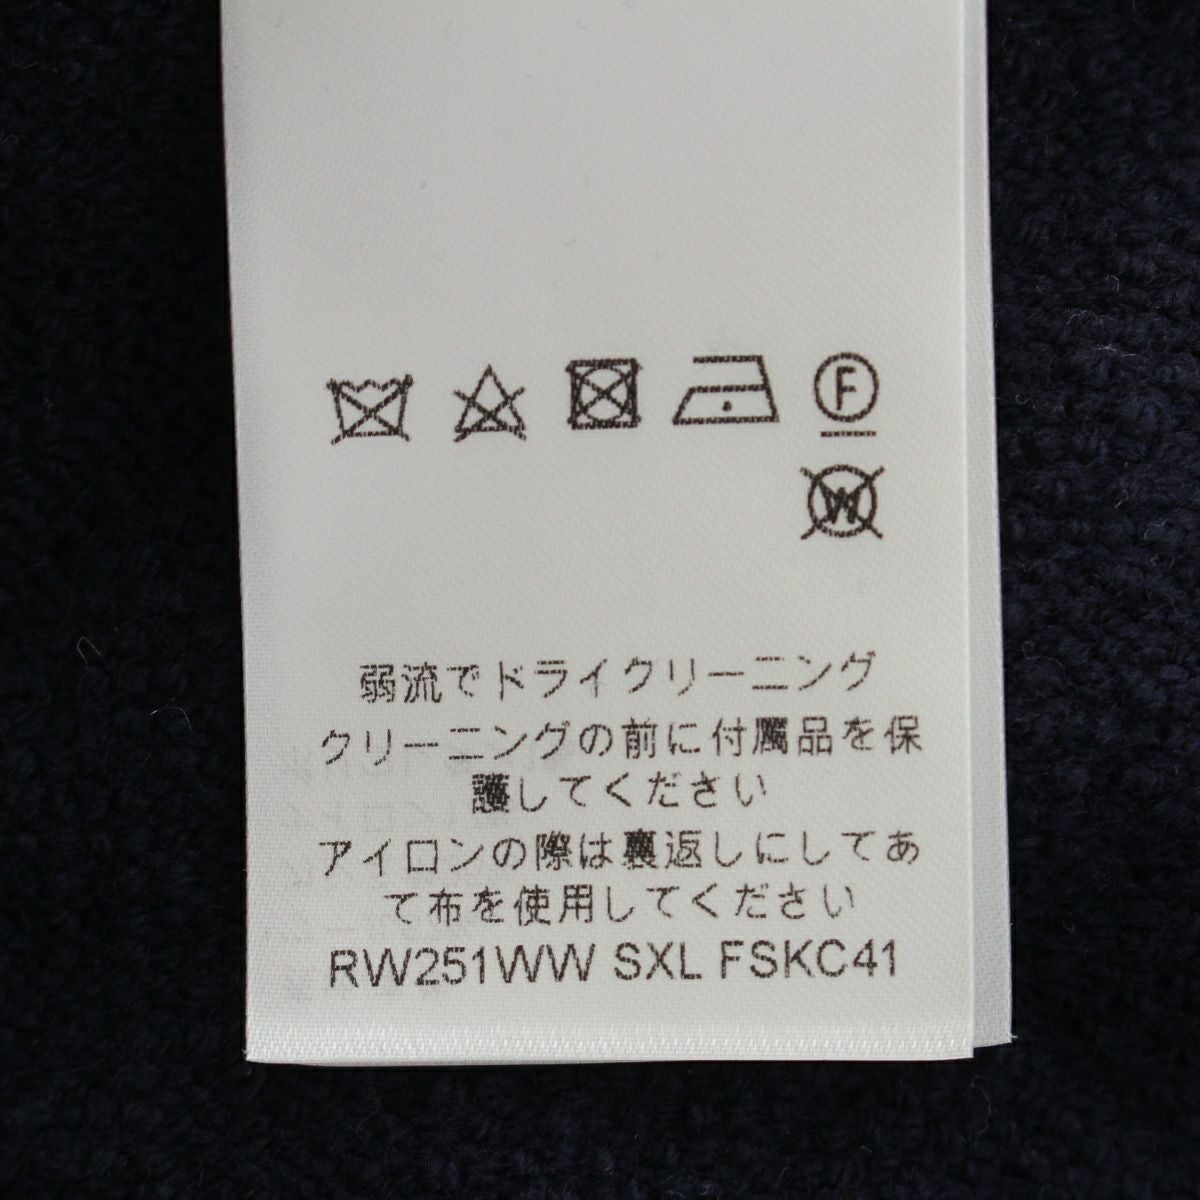 F
W
弱流でドライクリーニング
クリーニングの前に付属品を保
護してください
アイロンの際は裏返しにしてあ
て布を使用してください
RW251WW SXL FSKC41